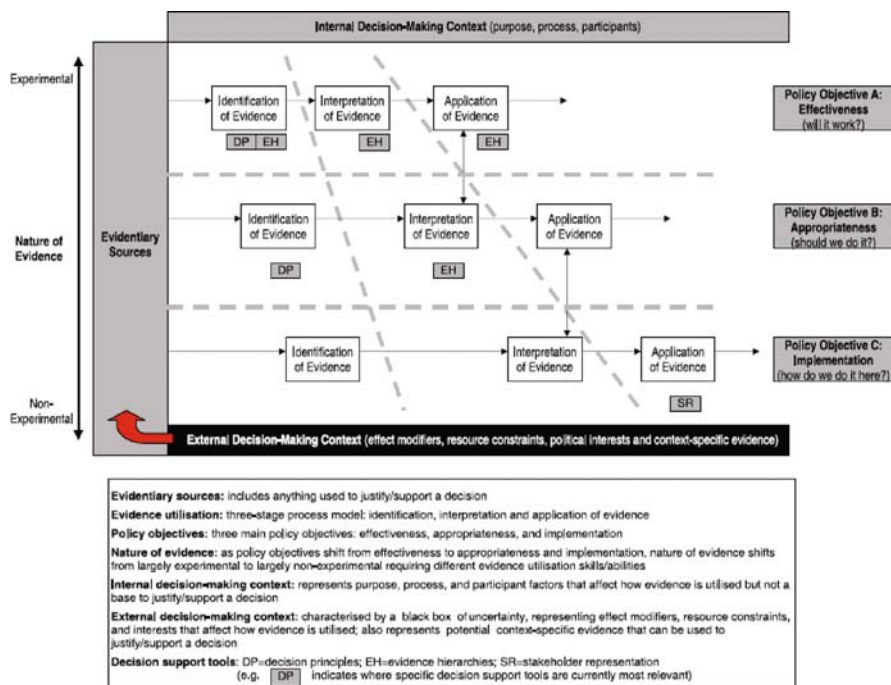 Internal Decision-Making Context (purpose, process, participants)
Experimental
Nature of
Evidence
Non-
Experimental
Evidentiary
Sources
Identification
of Evidence
Interpretation
of Evidence
Application
of Evidence
DP EH
EH
EH
Policy Objective A:
Effectiveness
(will it work?)
Identification
of Evidence
Interpretation
of Evidence
Application
of Evidence
DP
EH
Policy Objective B:
Appropriateness
(should we do it?)
Identification
of Evidence
Interpretation
of Evidence
Application
of Evidence
SR
Policy Objective C:
Implementation
(how do we do it here?)
External Decision-Making Context (effect modifiers, resource constraints, political interests and context-specific evidence)
Evidentiary sources: includes anything used to justify/support a decision
Evidence utilisation: three-stage process model: identification, interpretation and application of evidence
Policy objectives: three main policy objectives: effectiveness, appropriateness, and implementation
Nature of evidence: as policy objectives shift from effectiveness to appropriateness and implementation, nature of evidence shifts
from largely experimental to largely non-experimental requiring different evidence utilisation skills/abilities
Internal decision-making context: represents purpose, process, and participant factors that affect how evidence is utilised but not a
base to justify/support a decision
External decision-making context: characterised by a black box of uncertainty, representing effect modifiers, resource constraints,
and interests that affect how evidence is utilised; also represents potential context-specific evidence that can be used to
justify/support a decision
Decision support tools: DP=decision principles; EH=evidence hierarchies; SR=stakeholder representation
(e.g. DP indicates where specific decision support tools are currently most relevant)